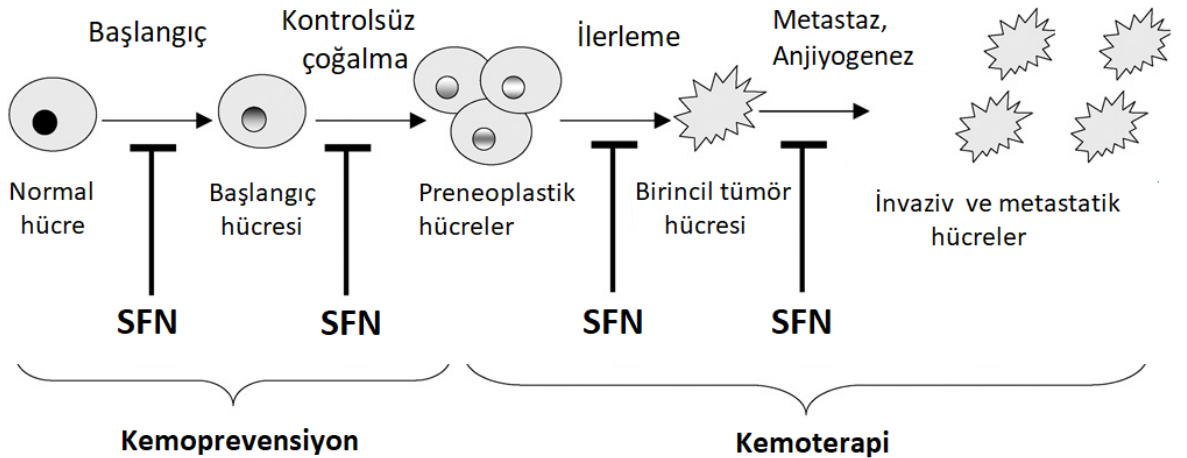 Başlangıç
Kontrolsüz
çoğalma
İlerleme
Metastaz,
Anjiyogenez
Normal
hücre
Başlangıç
hücresi
Preneoplastik
hücreler
Birincil tümör
hücresi
İnvaziv ve metastatik
hücreler
SFN
SFN
SFN
SFN
Kemoprevensiyon
Kemoterapi